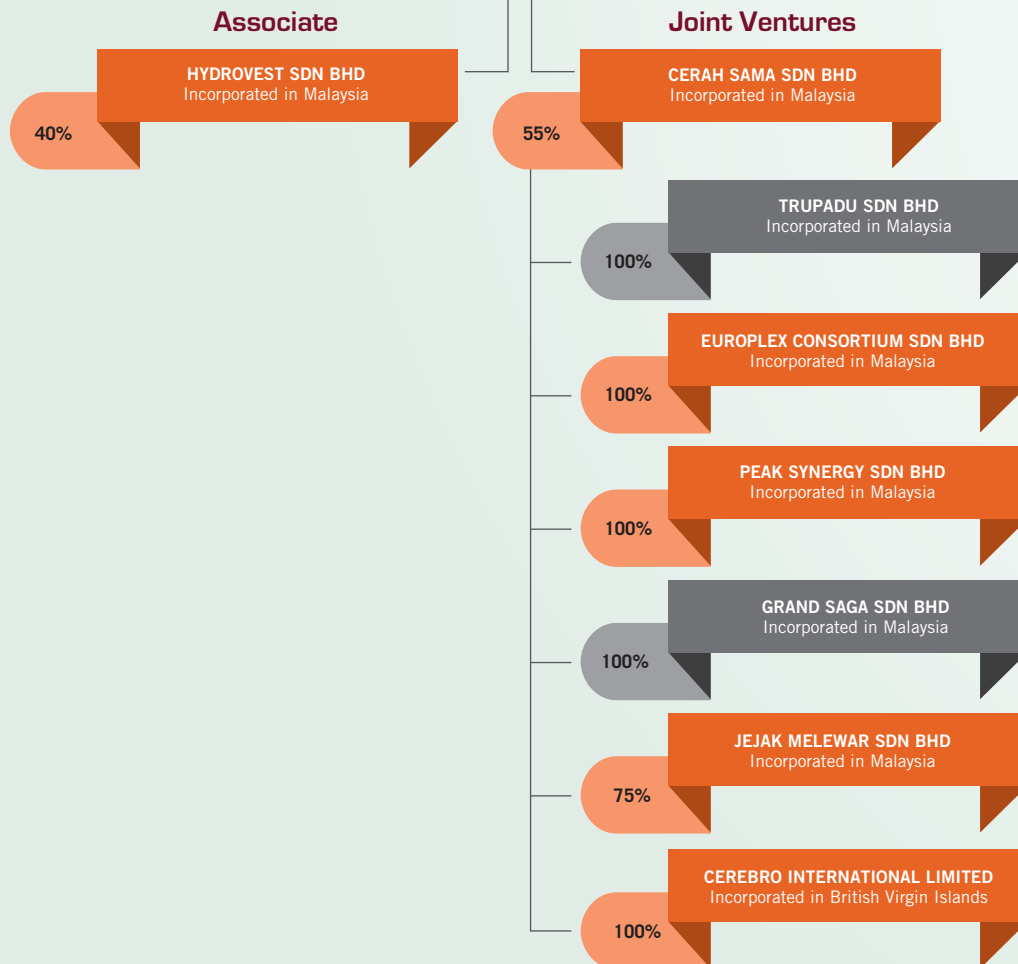 Associate
HYDROVEST SDN BHD
Incorporated in Malaysia
40%
Joint Ventures
CERAH SAMA SDN BHD
Incorporated in Malaysia
55%
TRUPADU SDN BHD
Incorporated in Malaysia
100%
EUROPLEX CONSORTIUM SDN BHD
Incorporated in Malaysia
100%
PEAK SYNERGY SDN BHD
Incorporated in Malaysia
100%
GRAND SAGA SDN BHD
Incorporated in Malaysia
100%
JEJAK MELEWAR SDN BHD
Incorporated in Malaysia
75%
CEREBRO INTERNATIONAL LIMITED
Incorporated in British Virgin Islands
100%